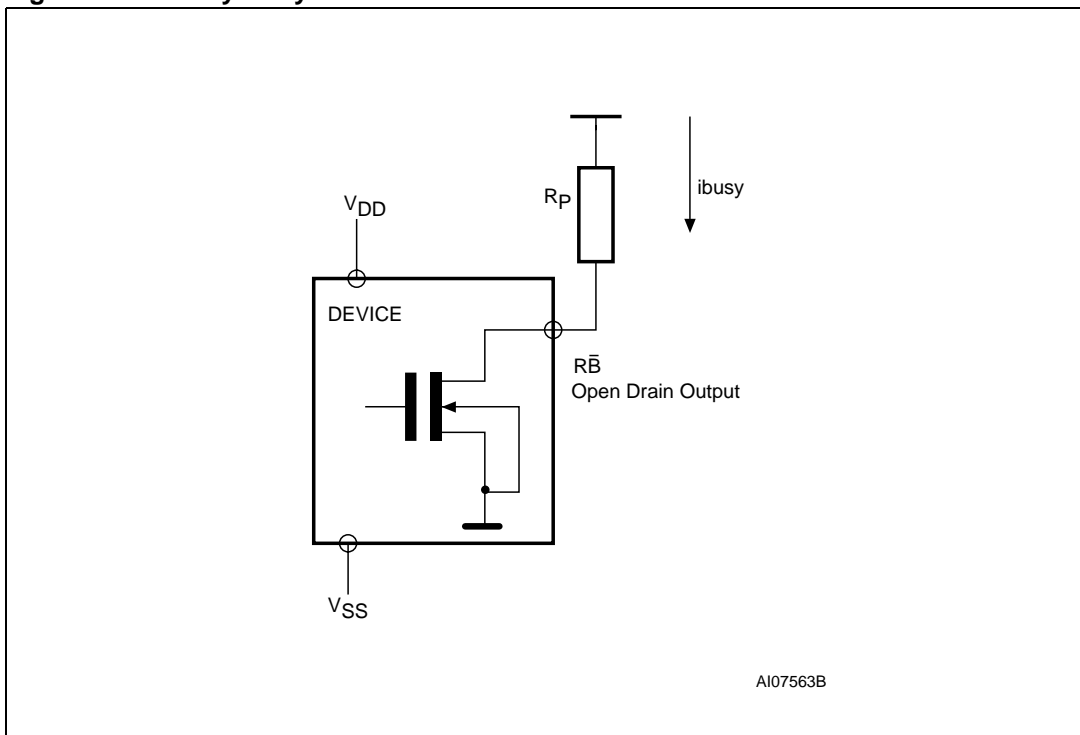 RP
ibusy
VDD
DEVICE
RB̅
Open Drain Output
VSS
AI07563B